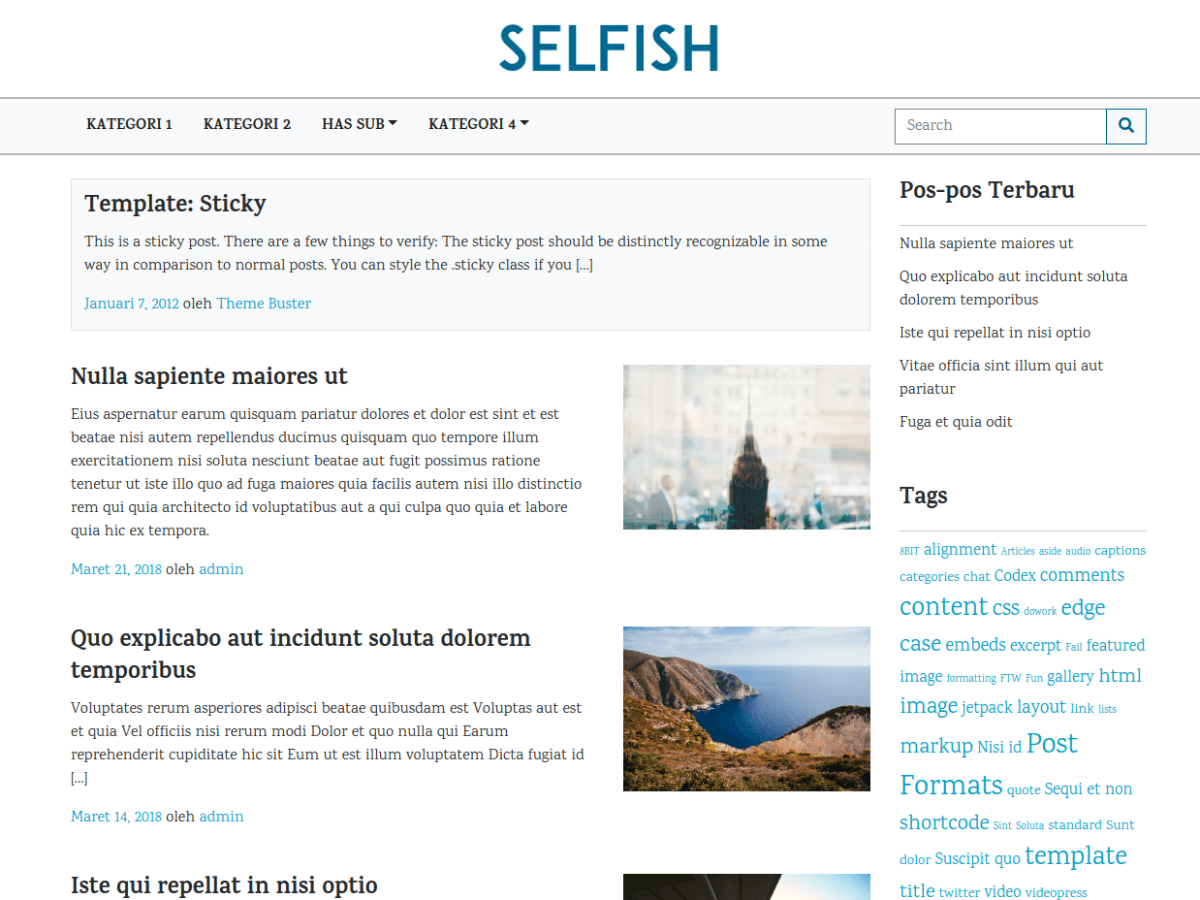 SELFISH
KATEGORI 1 KATEGORI 2 HAS SUB KATEGORI 4 Search
Template: Sticky
This is a sticky post. There are a few things to verify: The sticky post should be distinctly recognizable in some
way in comparison to normal posts. You can style the .sticky class if you [...]
Januari 7, 2012 oleh Theme Buster
Nulla sapiente maiores ut
Eius aspernatur earum quisquam pariatur dolores et dolor est sint et est
beatae nisi autem repellendus ducimus quisquam quo tempore illum
exercitationem nisi soluta nesciunt beatae aut fugit possimus ratione
tenetur ut iste illo quo ad fuga maiores quia facilis autem nisi illo distinctio
rem qui quia architecto id voluptatibus aut a qui culpa quo quia et labore
quia hic ex tempora.
Maret 21, 2018 oleh admin
Quo explicabo aut incidunt soluta dolorem
temporibus
Voluptates rerum asperiores adipisci beatae quibusdam est Voluptas aut est
et quia Vel officiis nisi rerum modi Dolor et quo nulla qui Earum
reprehenderit cupiditate hic sit Eum ut est illum voluptatem Dicta fugiat id
[...]
Maret 14, 2018 oleh admin
Iste qui repellat in nisi optio
Pos-pos Terbaru
Nulla sapiente maiores ut
Quo explicabo aut incidunt soluta
dolorem temporibus
Iste qui repellat in nisi optio
Vitae officia sint illum qui aut
pariatur
Fuga et quia odit
Tags
8BIT alignment Articles aside audio captions
categories chat Codex comments
content css dowork edge
case embeds excerpt Fail featured
image formatting FTW Fun gallery html
image jetpack layout link lists
markup Nisi id Post
Formats quote Sequi et non
shortcode Sint Soluta standard Sunt
dolor Suscipit quo template
title twitter video videopress